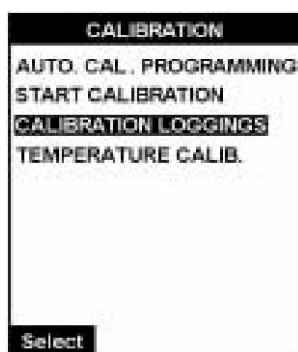 CALIBRATION
AUTO. CAL. PROGRAMMING
START CALIBRATION
CALIBRATION LOGGINGS
TEMPERATURE CALIB.
Select